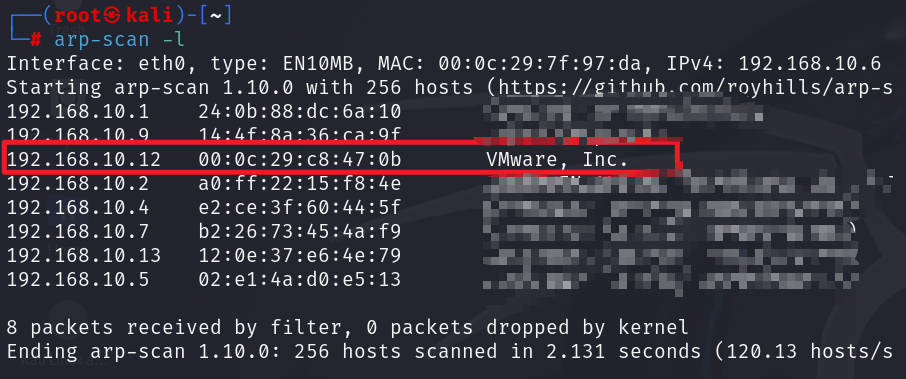 ┌──(root㉿kali)-[~]
└─# arp-scan -l
Interface: eth0, type: EN10MB, MAC: 00:0c:29:7f:97:da, IPv4: 192.168.10.6
Starting arp-scan 1.10.0 with 256 hosts (https://github.com/royhills/arp-s
192.168.10.1 24:0b:88:dc:6a:10
192.168.10.9 14:4f:8a:36:ca:9f
192.168.10.12 00:0c:29:c8:47:0b VMware, Inc.
192.168.10.2 a0:ff:22:15:f8:4e
192.168.10.4 e2:ce:3f:60:44:5f
192.168.10.7 b2:26:73:45:4a:f9 )
192.168.10.13 12:0e:37:e6:4e:79
192.168.10.5 02:e1:4a:d0:e5:13
8 packets received by filter, 0 packets dropped by kernel
Ending arp-scan 1.10.0: 256 hosts scanned in 2.131 seconds (120.13 hosts/s